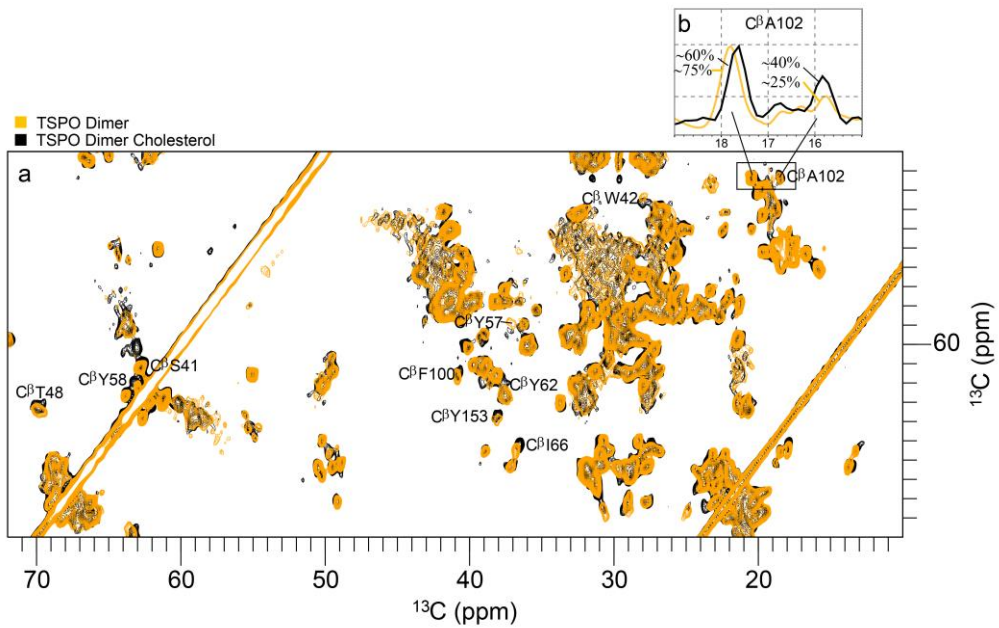 b
CβA102
~60%
~75%
~40%
~25%
18
17
16
TSPO Dimer
TSPO Dimer Cholesterol
a
CβA102
CβW42
CβY57
CβS41
CβY58
CβF100
CβY62
CβT48
CβY153
CβI66
60
13C (ppm)
70
60
50
40
30
20
13C (ppm)